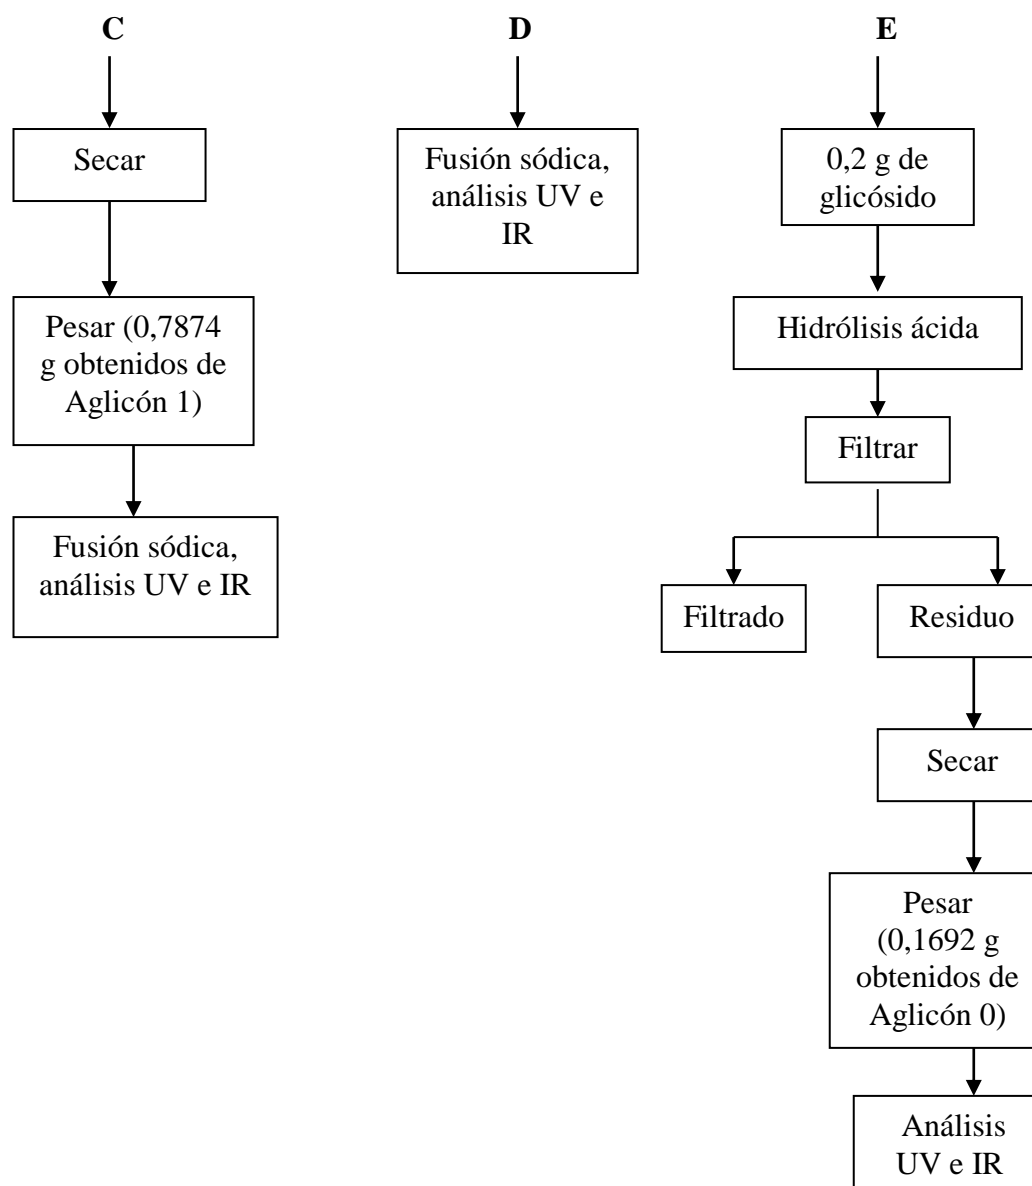 C
Secar
Pesar (0,7874
g obtenidos de
Aglicón 1)
Fusión sódica,
análisis UV e IR
D
Fusión sódica,
análisis UV e
IR
E
0,2 g de
glicósido
Hidrólisis ácida
Filtrar
Filtrado
Residuo
Secar
Pesar
(0,1692 g
obtenidos de
Aglicón 0)
Análisis
UV e IR